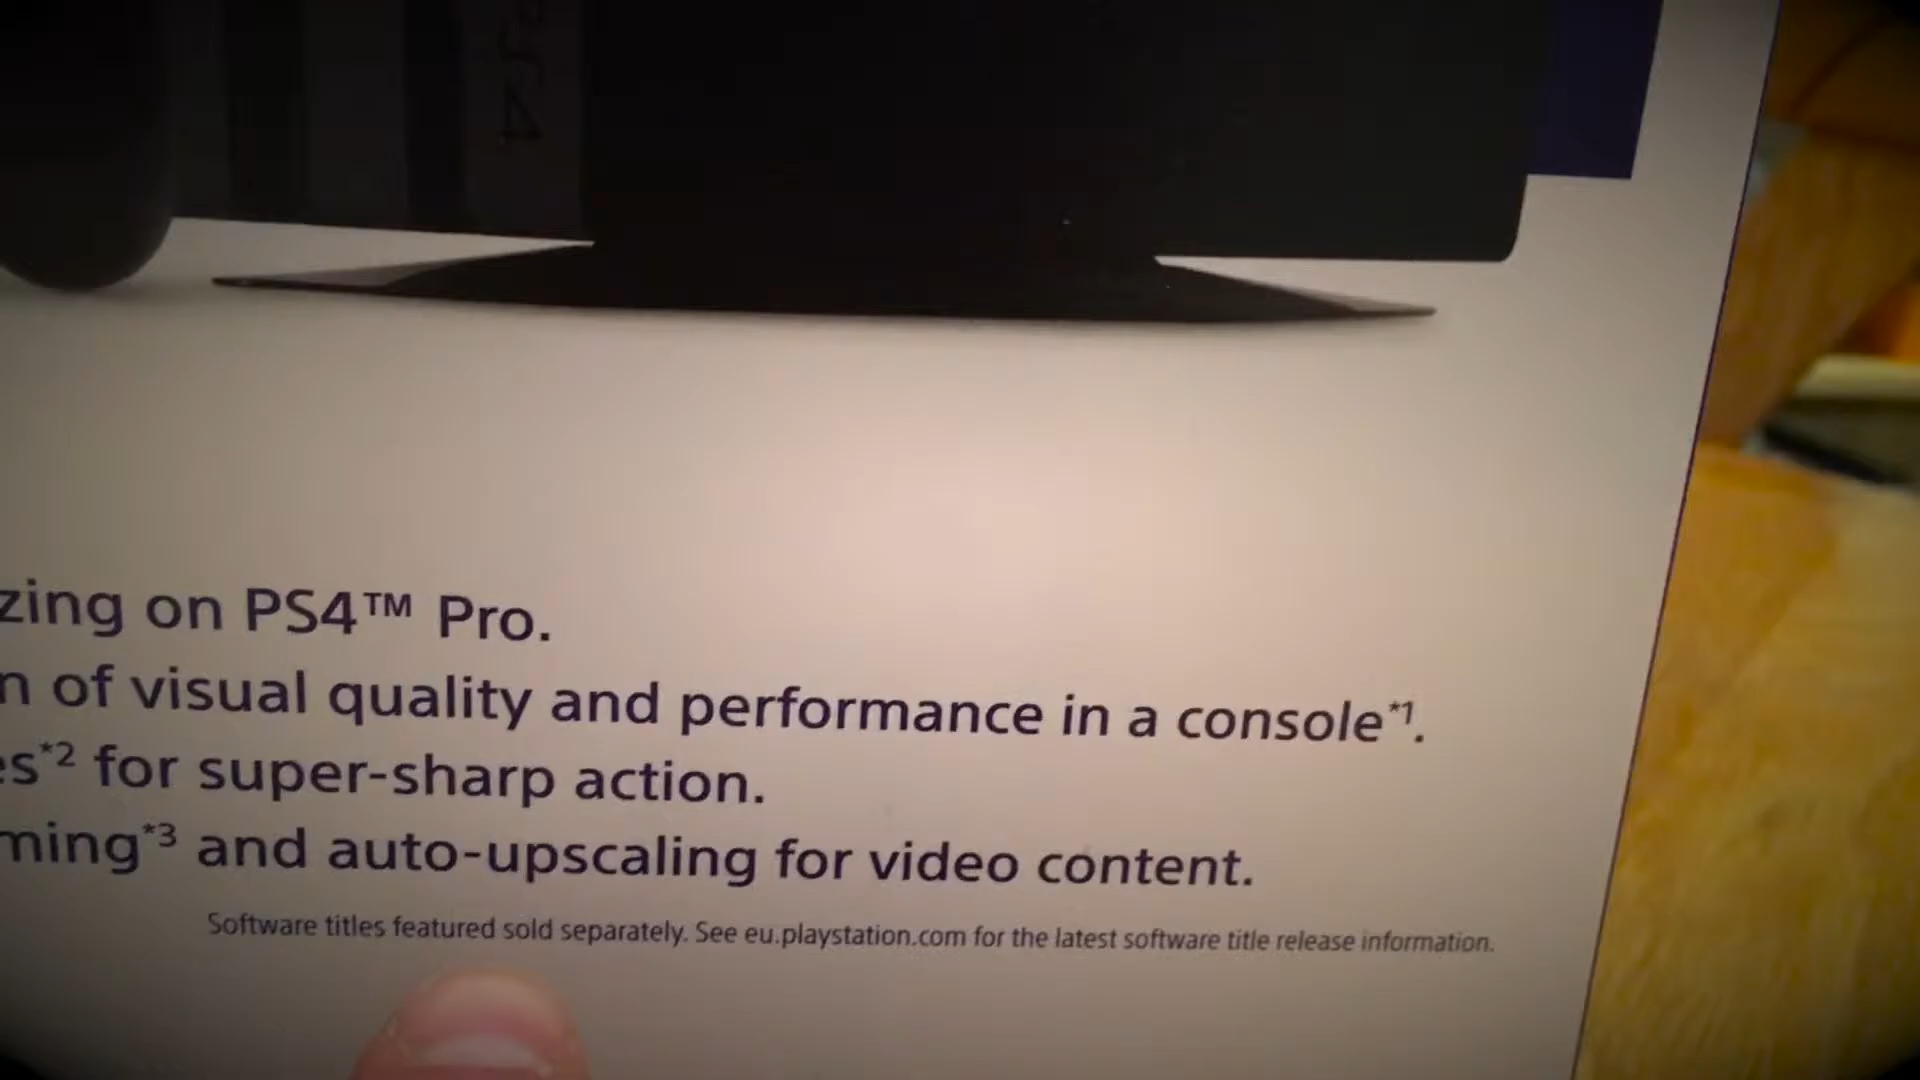 PS4
zing on PS4™ Pro.
n of visual quality and performance in a console*1.
es*2 for super-sharp action.
ming*3 and auto-upscaling for video content.
Software titles featured sold separately. See eu.playstation.com for the latest software title release information.